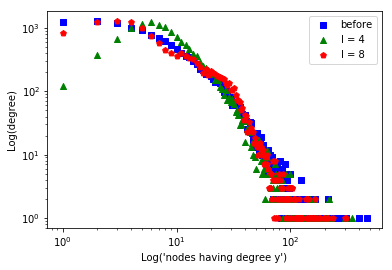 10³
10²
10¹
10⁰
10⁰
10¹
10²
Log(degree)
Log('nodes having degree y')
before
l = 4
l = 8